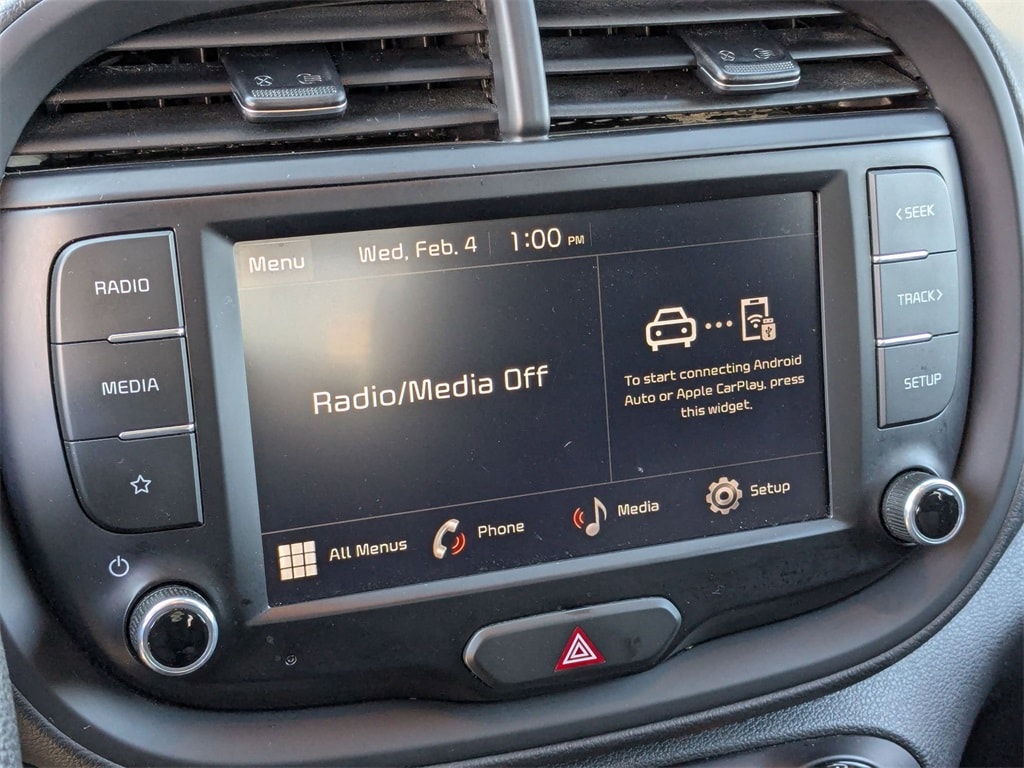 Menu
Wed, Feb. 4
1:00 PM
Radio/Media Off
To start connecting Android
Auto or Apple CarPlay, press
this widget.
All Menus
Phone
Media
Setup
RADIO
MEDIA
< SEEK
TRACK >
SETUP